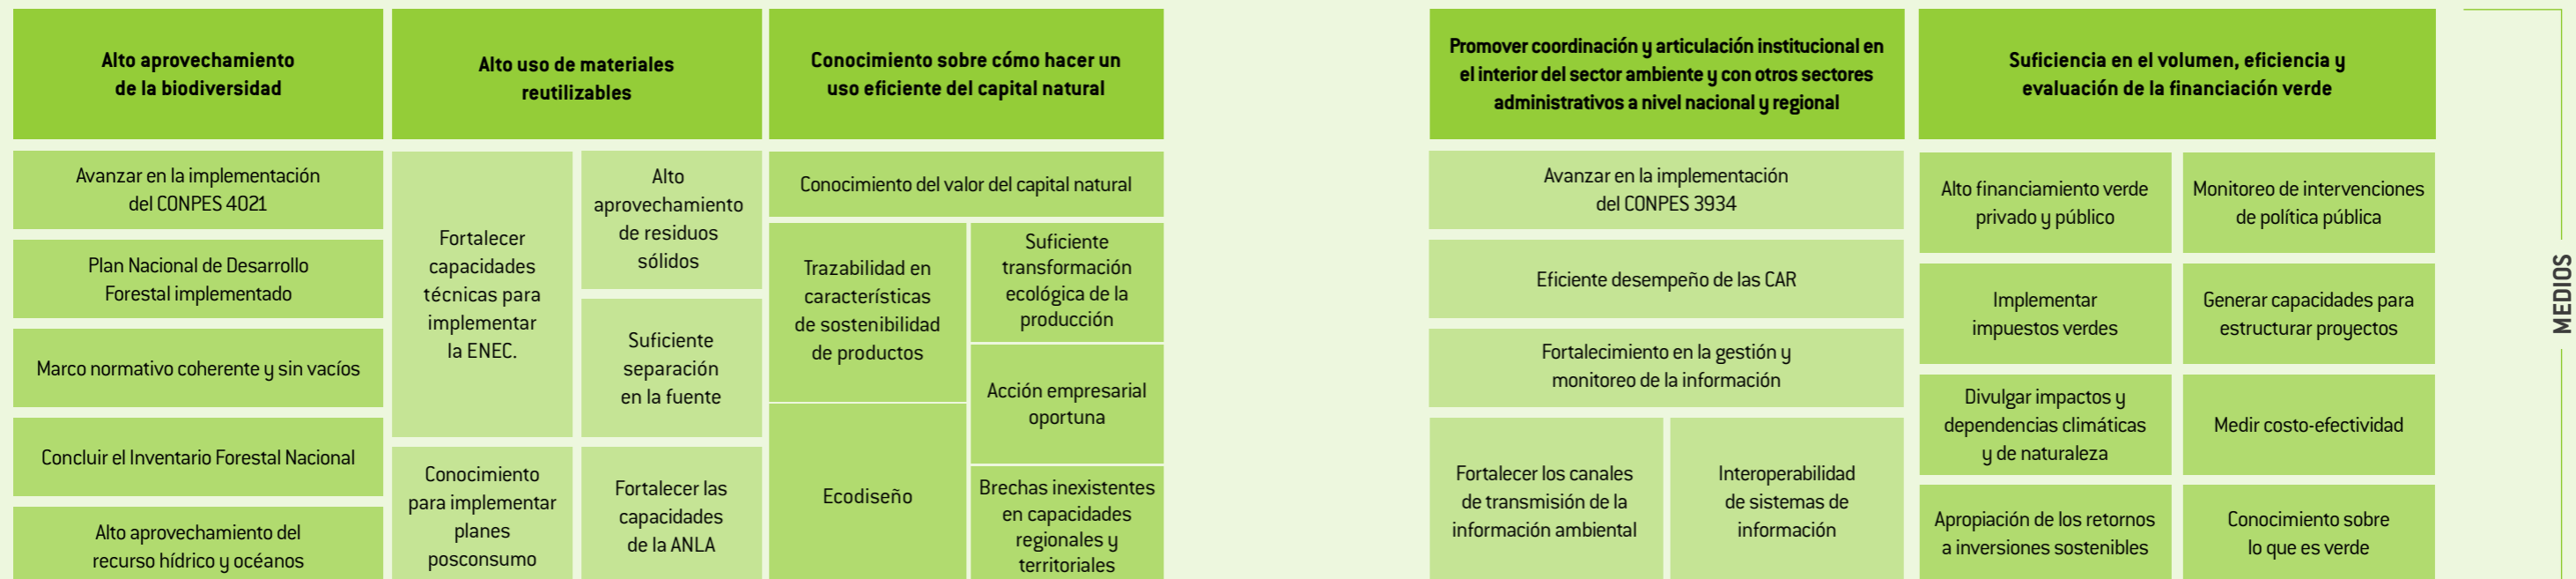 Alto aprovechamiento
de la biodiversidad
Avanzar en la implementación
del CONPES 4021
Plan Nacional de Desarrollo
Forestal implementado
Marco normativo coherente y sin vacíos
Concluir el Inventario Forestal Nacional
Alto aprovechamiento del
recurso hídrico y océanos
Alto uso de materiales
reutilizables
Fortalecer
capacidades
técnicas para
implementar
la ENEC.
Conocimiento
para implementar
planes
posconsumo
Alto
aprovechamiento
de residuos
sólidos
Suficiente
separación
en la fuente
Fortalecer las
capacidades
de la ANLA
Conocimiento sobre cómo hacer un
uso eficiente del capital natural
Conocimiento del valor del capital natural
Trazabilidad en
características
de sostenibilidad
de productos
Ecodiseño
Suficiente
transformación
ecológica de la
producción
Acción empresarial
oportuna
Brechas inexistentes
en capacidades
regionales y
territoriales
Promover coordinación y articulación institucional en
el interior del sector ambiente y con otros sectores
administrativos a nivel nacional y regional
Avanzar en la implementación
del CONPES 3934
Eficiente desempeño de las CAR
Fortalecimiento en la gestión y
monitoreo de la información
Fortalecer los canales
de transmisión de la
información ambiental
Interoperabilidad
de sistemas de
información
Suficiencia en el volumen, eficiencia y
evaluación de la financiación verde
Alto financiamiento verde
privado y público
Implementar
impuestos verdes
Divulgar impactos y
dependencias climáticas
y de naturaleza
Apropiación de los retornos
a inversiones sostenibles
Monitoreo de intervenciones
de política pública
Generar capacidades para
estructurar proyectos
Medir costo-efectividad
Conocimiento sobre
lo que es verde
MEDIOS